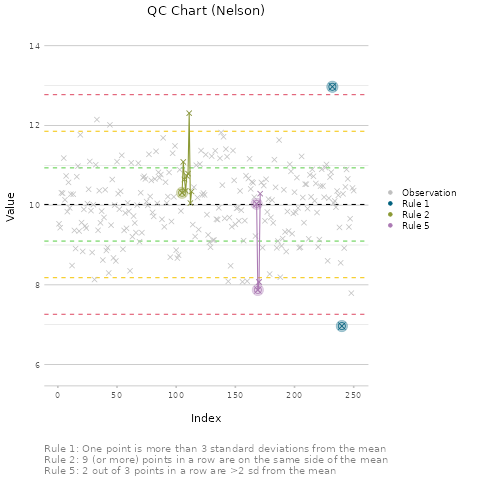 QC Chart (Nelson)
14
12
10
8
6
Value
0
50
100
150
200
250
Index
Observation
Rule 1
Rule 2
Rule 5
Rule 1: One point is more than 3 standard deviations from the mean
Rule 2: 9 (or more) points in a row are on the same side of the mean
Rule 5: 2 out of 3 points in a row are >2 sd from the mean